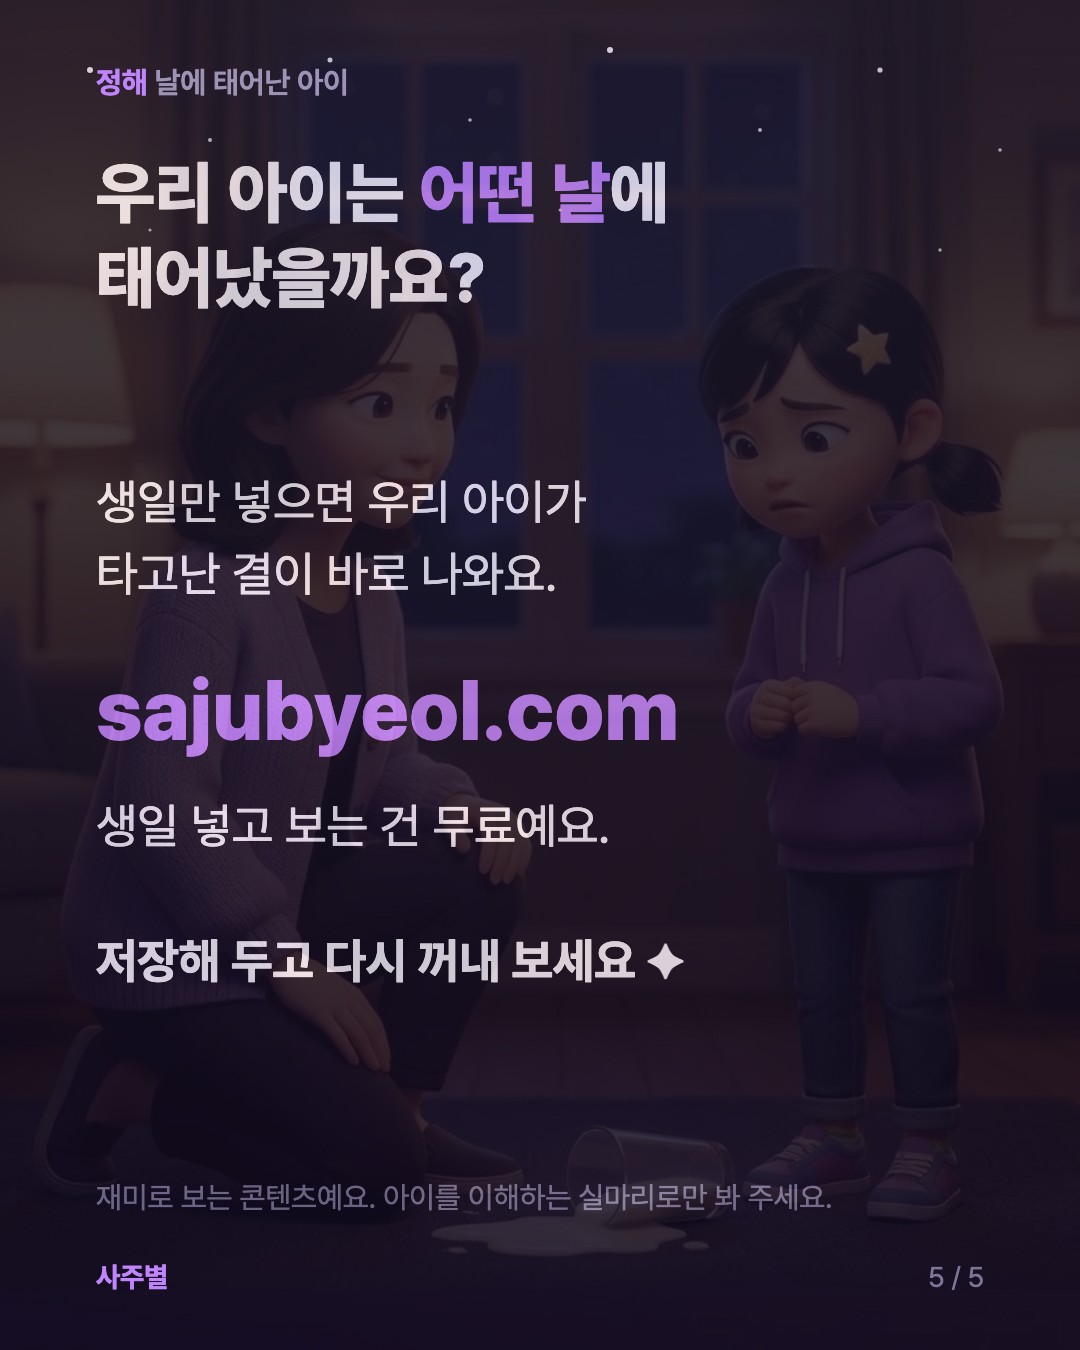 정해 날에 태어난 아이
우리 아이는 어떤 날에
태어났을까요?
생일만 넣으면 우리 아이가
타고난 결이 바로 나와요.
sajubyeol.com
생일 넣고 보는 건 무료예요.
저장해 두고 다시 꺼내 보세요 ✦
재미로 보는 콘텐츠예요. 아이를 이해하는 실마리로만 봐 주세요.
사주별
5 / 5